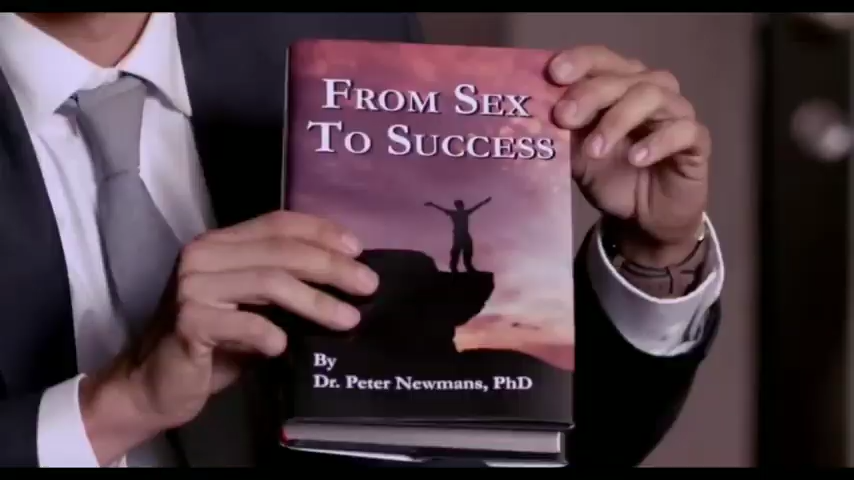 From Sex
To Success
By
Dr. Peter Newmans, PhD